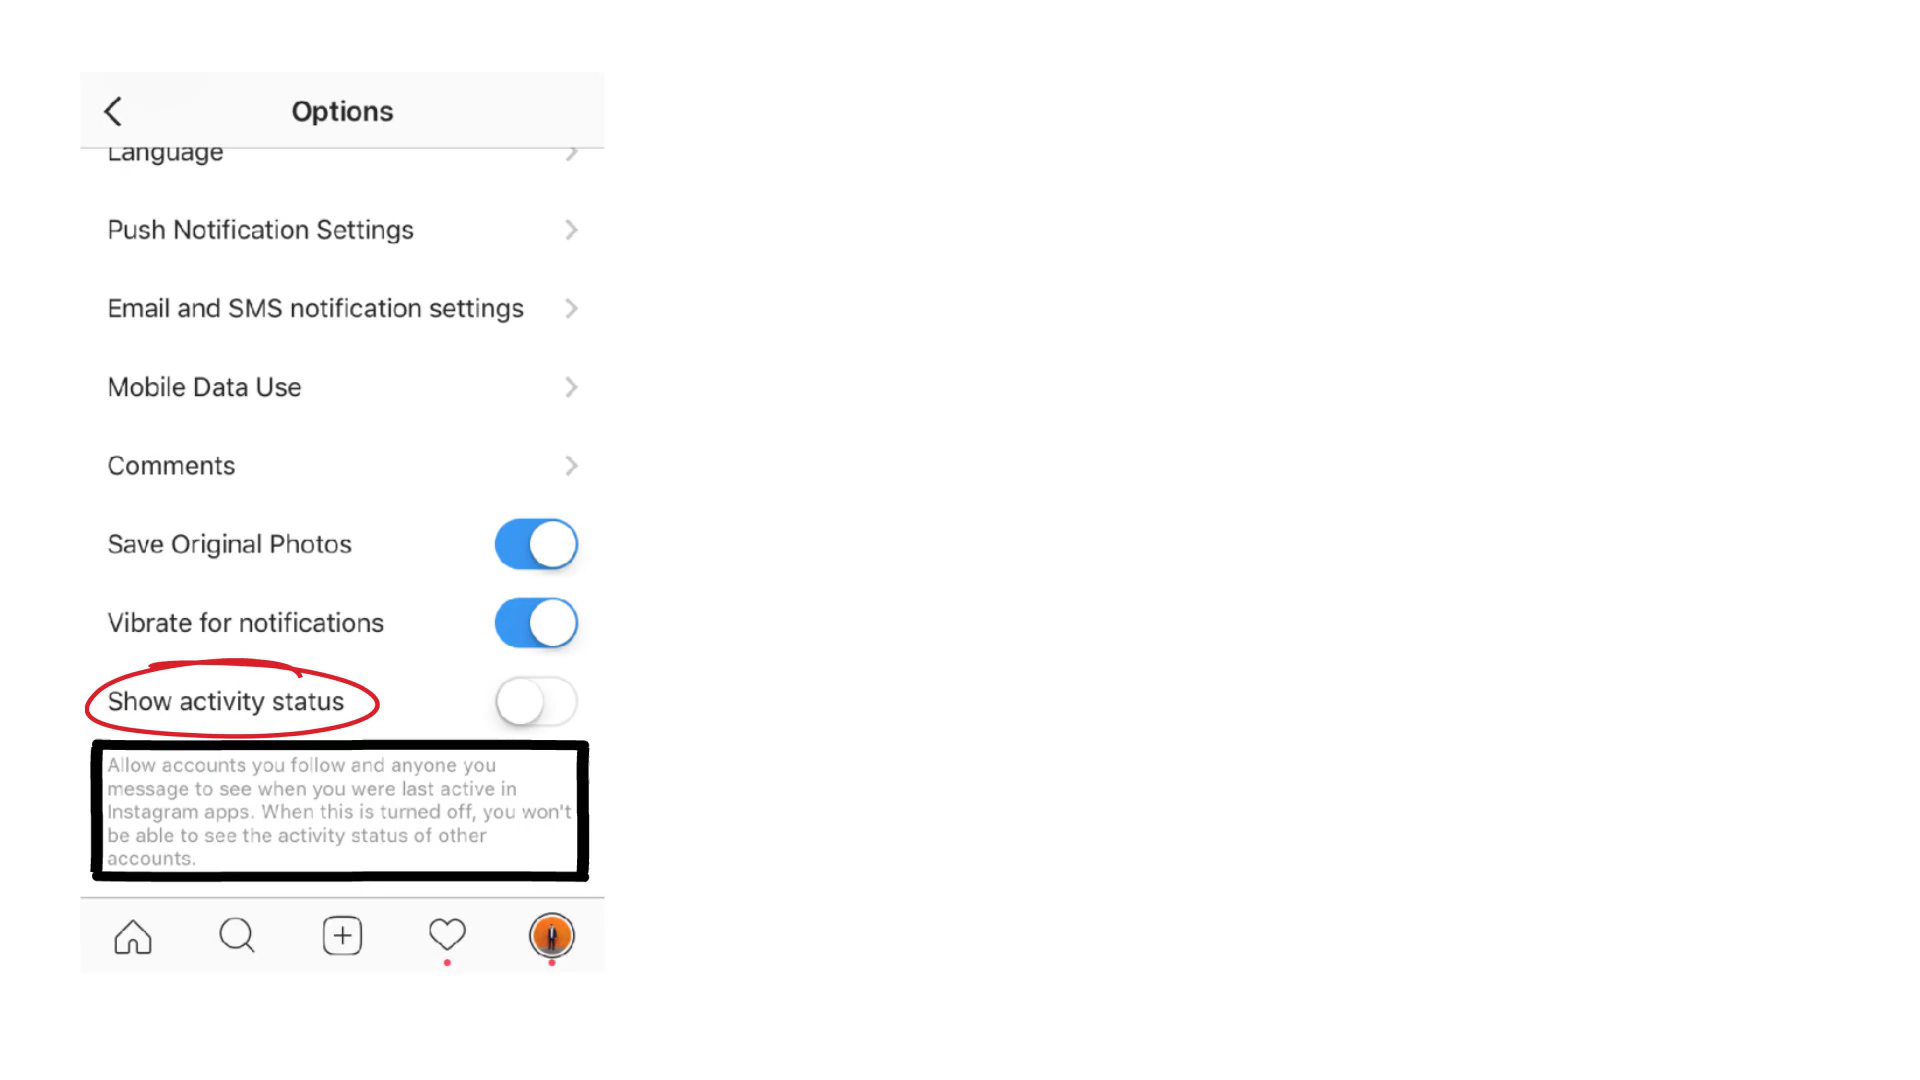 Options
Language
Push Notification Settings
Email and SMS notification settings
Mobile Data Use
Comments
Save Original Photos
Vibrate for notifications
Show activity status
Allow accounts you follow and anyone you
message to see when you were last active in
Instagram apps. When this is turned off, you won't
be able to see the activity status of other
accounts.